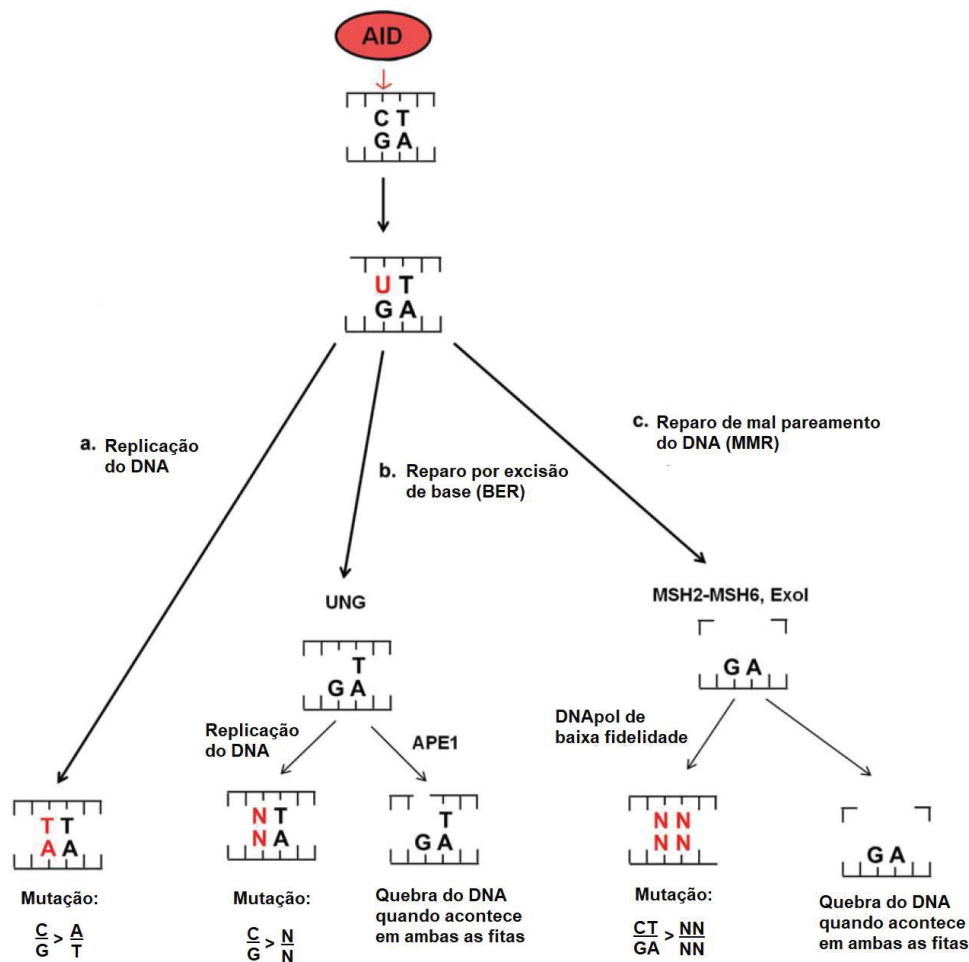 AID
C T
G A
U T
G A
a. Replicação
do DNA
b. Reparo por excisão
de base (BER)
c. Reparo de mal pareamento
do DNA (MMR)
UNG
T
G A
Replicação
do DNA
APE1
MSH2-MSH6, ExoI
G A
DNApol de
baixa fidelidade
T T
A A
Mutação:
C > A
G T
N T
N A
Mutação:
C > N
G N
T
G A
Quebra do DNA
quando acontece
em ambas as fitas
N N
N N
Mutação:
CT > NN
GA NN
G A
Quebra do DNA
quando acontece
em ambas as fitas